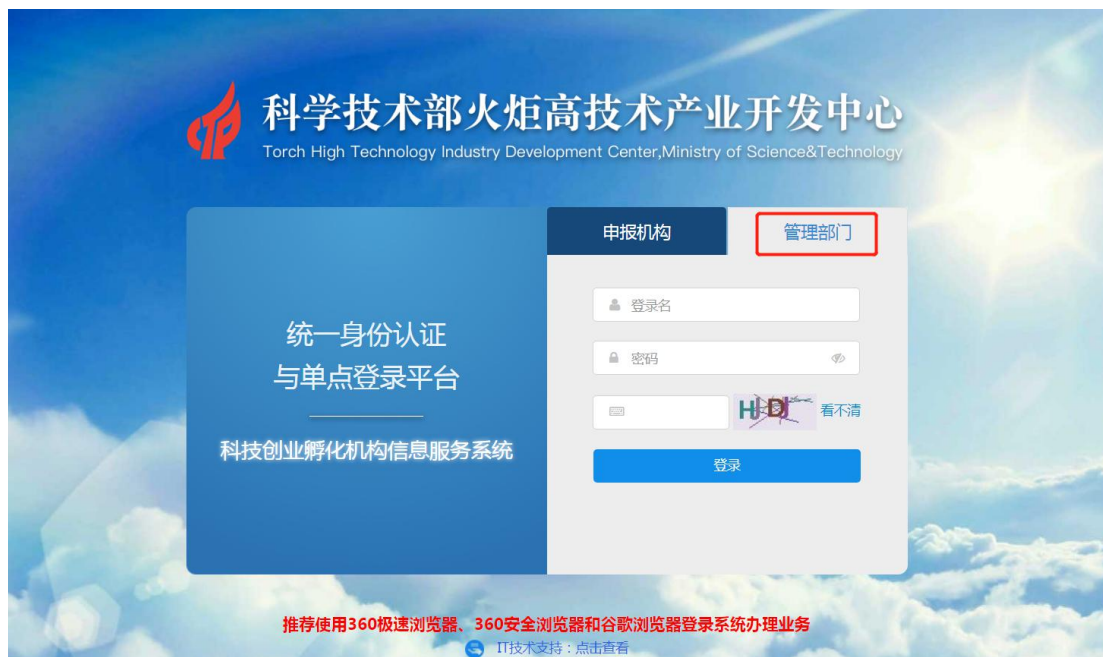 科学技术部火炬高技术产业开发中心
Torch High Technology Industry Development Center,Ministry of Science&Technology
申报机构
管理部门
统一身份认证
与单点登录平台
科技创业孵化机构信息服务系统
登录名
密码
看不清
登录
推荐使用360极速浏览器、360安全浏览器和谷歌浏览器登录系统办理业务
IT技术支持：点击查看